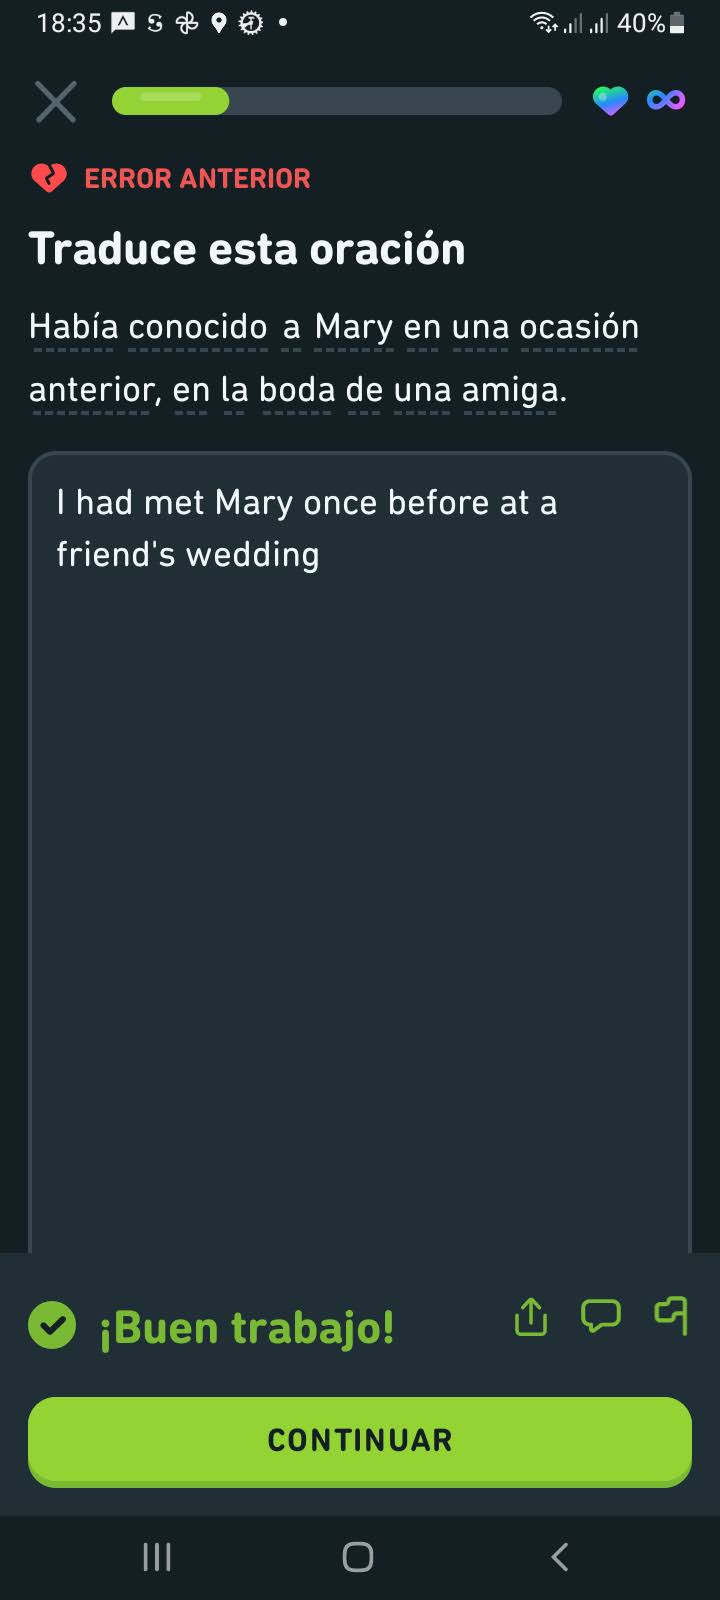 18:35 40%
ERROR ANTERIOR
Traduce esta oración
Había conocido a Mary en una ocasión
anterior, en la boda de una amiga.
I had met Mary once before at a
friend's wedding
¡Buen trabajo!
CONTINUAR